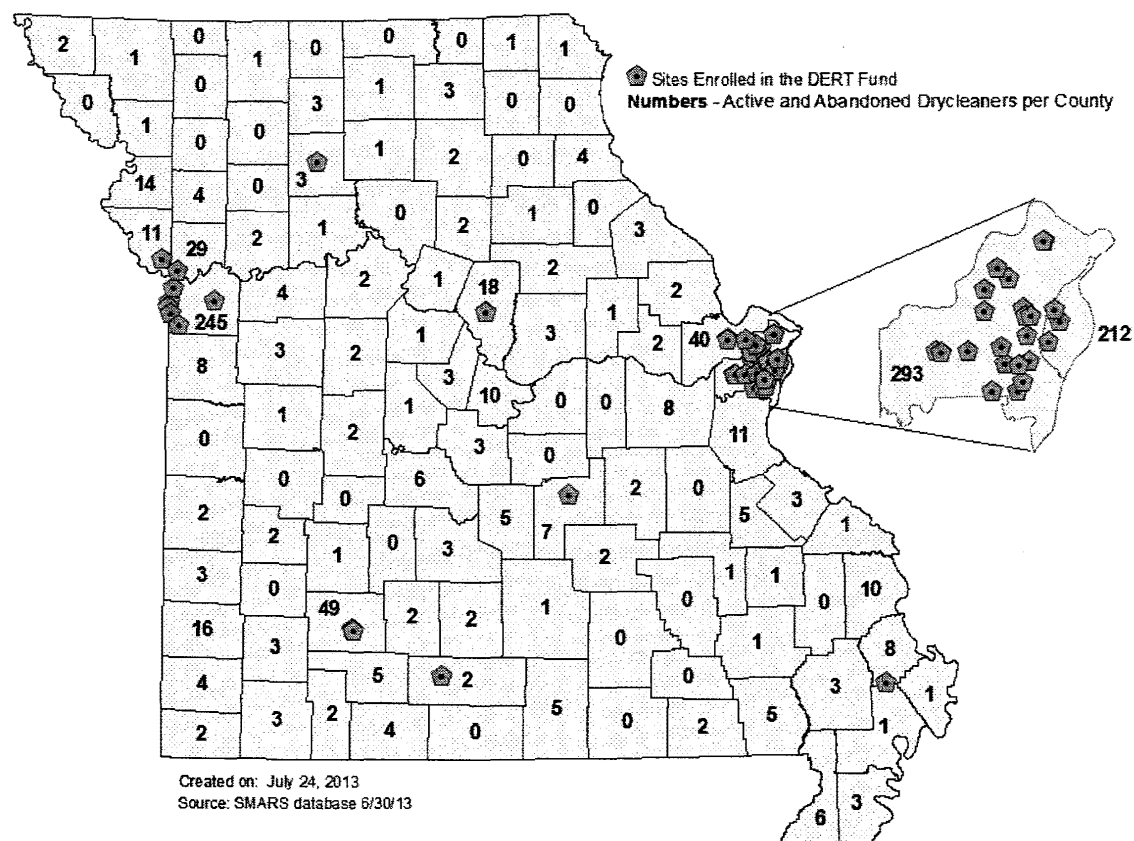 2 1 0 1 0 0 0 1 1
Sites Enrolled in the DERT Fund
Numbers - Active and Abandoned Drycleaners per County
0 0 3 1 3 0 0
1 0 0 3 1 2 0 4
14 4 0 1 0 2 1 0 3
11 29 2
245 4 2 1 18 2 1 2
40 2
293
212
8 3 2 1 3 10 3
0 1 2 1 3 0 0 8 11
0
2 0 0 6 5 7 2 0 5 3 1
3 2 1 0 3 2 1 1 0 10
0
16 49 2 2 1 0 0 1 8
3
4 5 2 0 3 1
2 3 2 4 0 5 0 2 5 1
6 3
Created on: July 24, 2013
Source: SMARS database 6/30/13